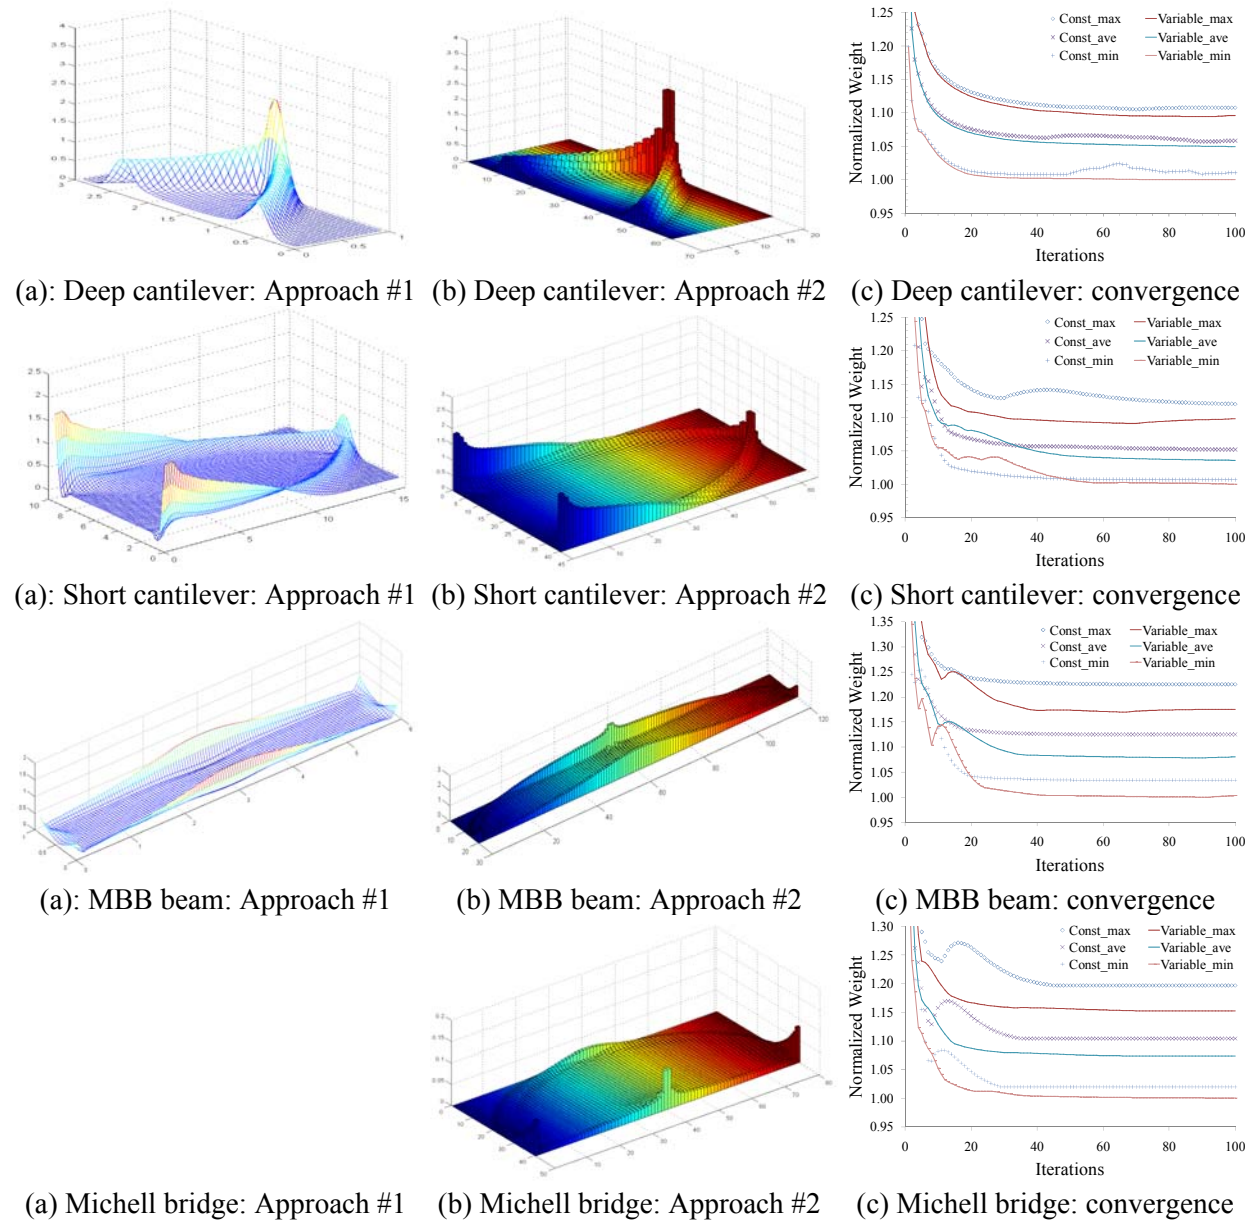 1.25
1.20
1.15
1.10
1.05
1.00
0.95
Normalized Weight
Const_max
Variable_max
Const_ave
Variable_ave
Const_min
Variable_min
0 20 40 60 80 100
Iterations
(a): Deep cantilever: Approach #1 (b) Deep cantilever: Approach #2 (c) Deep cantilever: convergence
1.25
1.20
1.15
1.10
1.05
1.00
0.95
Normalized Weight
Const_max
Variable_max
Const_ave
Variable_ave
Const_min
Variable_min
0 20 40 60 80 100
Iterations
(a): Short cantilever: Approach #1 (b) Short cantilever: Approach #2 (c) Short cantilever: convergence
1.35
1.30
1.25
1.20
1.15
1.10
1.05
1.00
0.95
Normalized Weight
Const_max
Variable_max
Const_ave
Variable_ave
Const_min
Variable_min
0 20 40 60 80 100
Iterations
(a): MBB beam: Approach #1 (b) MBB beam: Approach #2 (c) MBB beam: convergence
1.30
1.25
1.20
1.15
1.10
1.05
1.00
0.95
Normalized Weight
Const_max
Variable_max
Const_ave
Variable_ave
Const_min
Variable_min
0 20 40 60 80 100
Iterations
(a) Michell bridge: Approach #1 (b) Michell bridge: Approach #2 (c) Michell bridge: convergence